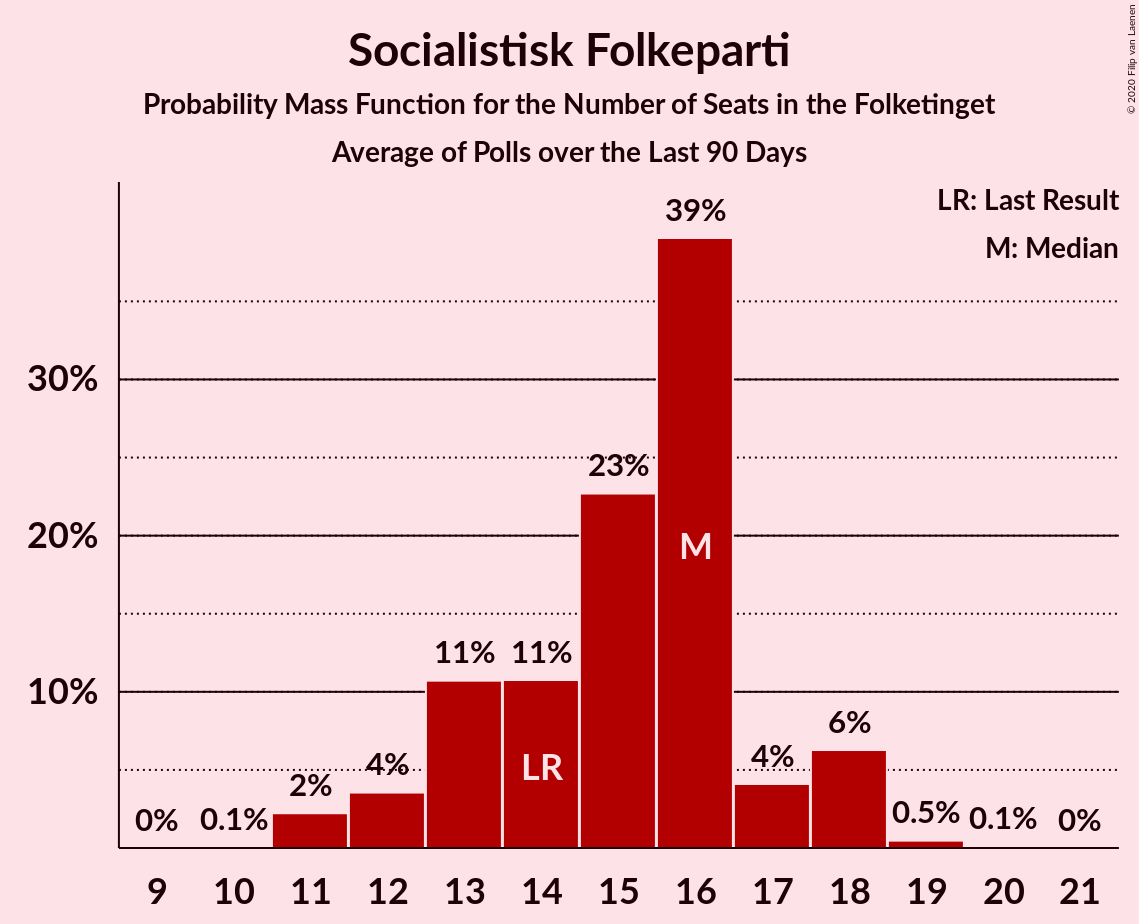 Socialistisk Folkeparti
Probability Mass Function for the Number of Seats in the Folketinget
Average of Polls over the Last 90 Days
© 2020 Filip van Laenen
LR: Last Result
M: Median
39%
30%
23%
20%
M
11% 11%
10%
6%
4%
4%
LR
2%
0.5%
0% 0.1% 0.1% 0%
9 10 11 12 13 14 15 16 17 18 19 20 21